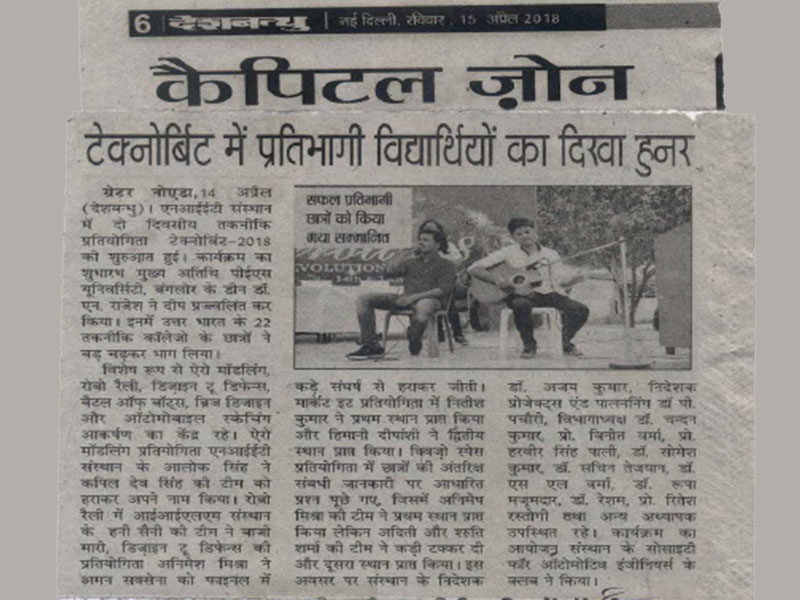 6 देशबन्धु नई दिल्ली, रविवार, 15 अप्रैल 2018
कैपिटल ज़ोन
टेक्नोर्बिट में प्रतिभागी विद्यार्थियों का दिखा हुनर
ग्रेटर नोएडा,14 अप्रैल
(देशबन्धु)। एनआईईटी संस्थान
में दो दिवसीय तकनीकि
प्रतियोगिता टेक्नोर्बिट-2018
की शुरुआत हुई। कार्यक्रम का
शुभारंभ मुख्य अतिथि पीईएस
यूनिवर्सिटी, बंगलोर के डीन डॉ.
एन. राजेश ने दीप प्रज्ज्वलित कर
किया। इनमें उत्तर भारत के 22
तकनीकि कॉलेजो के छात्रों ने
बढ़ चढ़कर भाग लिया।
विशेष रूप से ऐरो मॉडलिंग,
रोबो रैली, डिज़ाइन टू डिफेन्स,
बैटल ऑफ बॉट्स, ब्रिज डिजाइन
और ऑटोमोबाइल स्केचिंग
आकर्षण का केंद्र रहे। ऐरो
मॉडलिंग प्रतियोगिता एनआईईटी
संस्थान के आलोक सिंह ने
कपिल देव सिंह की टीम को
हराकर अपने नाम किया। रोबो
रैली में आईआईएलएम संस्थान
के हनी सैनी की टीम ने बाजी
मारी, डिज़ाइन टू डिफेन्स की
प्रतियोगिता अनिमेश मिश्रा ने
अमन सक्सेना को फाइनल में
सफल प्रतिभागी
छात्रों को किया
गया सम्मानित
EVOLUTION
कड़े संघर्ष से हराकर जीती।
मार्केट इट प्रतियोगिता में नितीश
कुमार ने प्रथम स्थान प्राप्त किया
और हिमानी दीपांशी ने द्वितीय
स्थान प्राप्त किया। क्विज़ो स्पेस
प्रतियोगिता में छात्रों की अंतरिक्ष
संबंधी जानकारी पर आधारित
प्रश्न पूछे गए, जिसमें अनिमेष
मिश्रा की टीम ने प्रथम स्थान प्राप्त
किया लेकिन अदिती और श्रुति
शर्मा की टीम ने कड़ी टक्कर दी
और दूसरा स्थान प्राप्त किया। इस
अवसर पर संस्थान के निदेशक
डॉ. अजय कुमार, निदेशक
प्रोजेक्ट्स एंड पालननिंग डॉ पी.
पचौरी, विभागाध्यक्ष डॉ. चन्दन
कुमार, प्रो. विनीत वर्मा, प्रो.
हरवीर सिंह पाली, डॉ. सोमेश
कुमार, डॉ. सचिन तेजयान, डॉ.
एस एल वर्मा, डॉ. रूपा
मजूमदार, डॉ. रेशम, प्रो. रितेश
रस्तोगी तथा अन्य अध्यापक
उपस्थित रहे। कार्यक्रम का
आयोजन संस्थान के सोसाइटी
फॉर ऑटोमोटिव इंजीनियर्स के
क्लब ने किया।